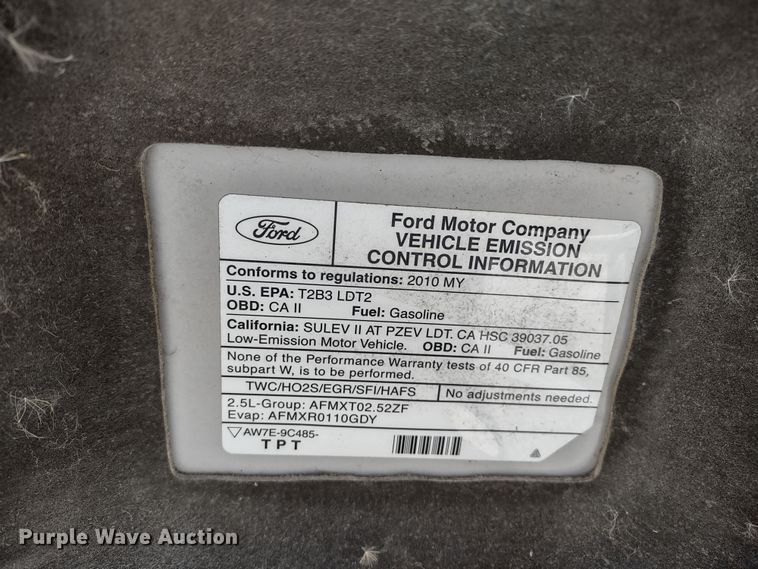 Ford
Ford Motor Company
VEHICLE EMISSION
CONTROL INFORMATION
Conforms to regulations: 2010 MY
U.S. EPA: T2B3 LDT2
OBD: CA II Fuel: Gasoline
California: SULEV II AT PZEV LDT. CA HSC 39037.05
Low-Emission Motor Vehicle. OBD: CA II Fuel: Gasoline
None of the Performance Warranty tests of 40 CFR Part 85,
subpart W, is to be performed.
TWC/HO2S/EGR/SFI/HAFS No adjustments needed.
2.5L-Group: AFMXT02.52ZF
Evap: AFMXR0110GDY
AW7E-9C485-
T P T
Purple Wave Auction